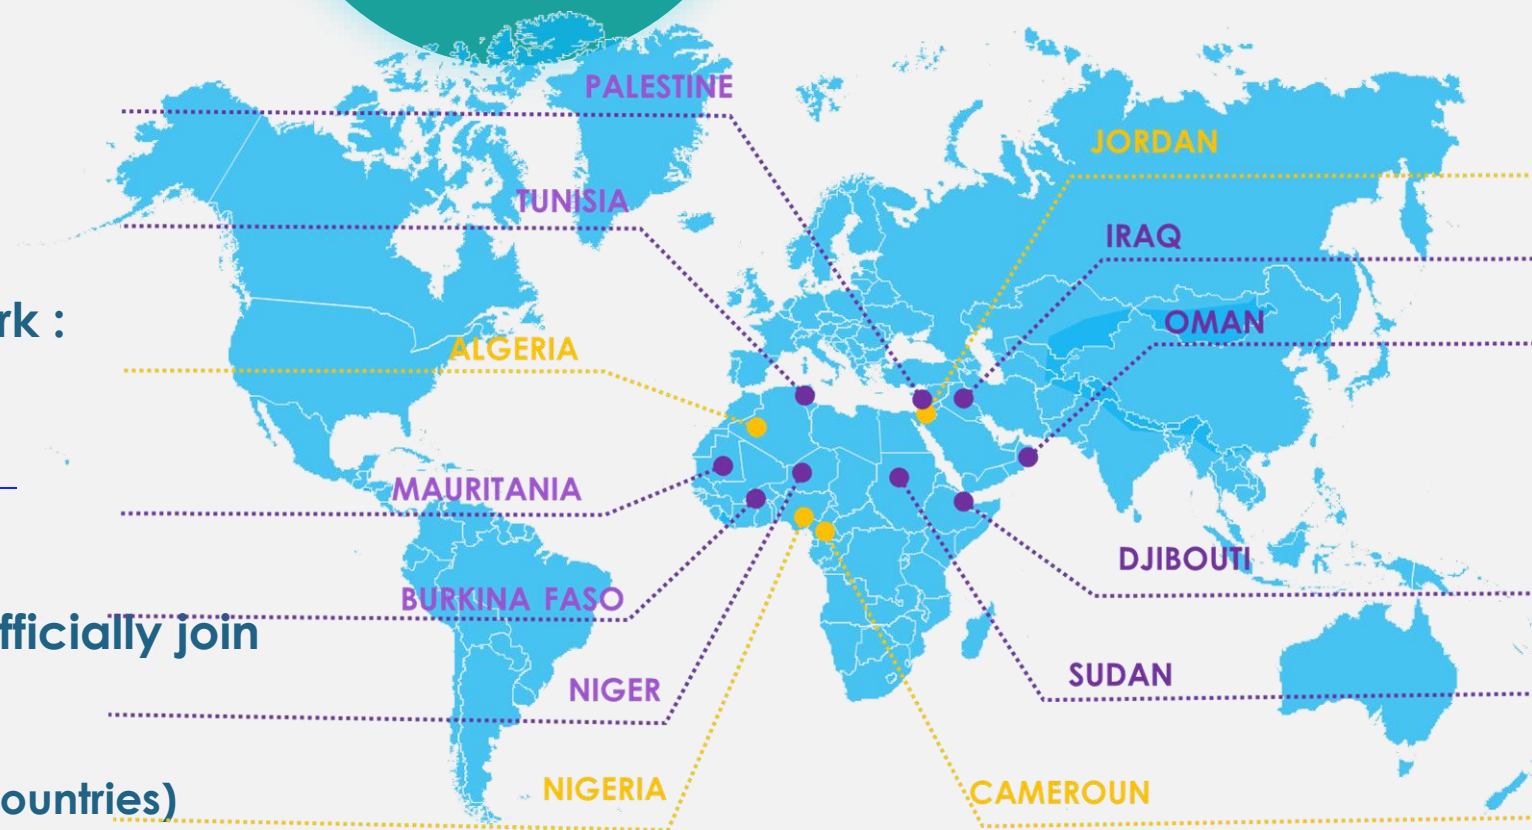 PALESTINE
JORDAN
TUNISIA
IRAQ
OMAN
rk :
ALGERIA
MAURITANIA
DJIBOUTI
BURKINA FASO
fficially join
SUDAN
NIGER
NIGERIA
CAMEROUN
ountries)